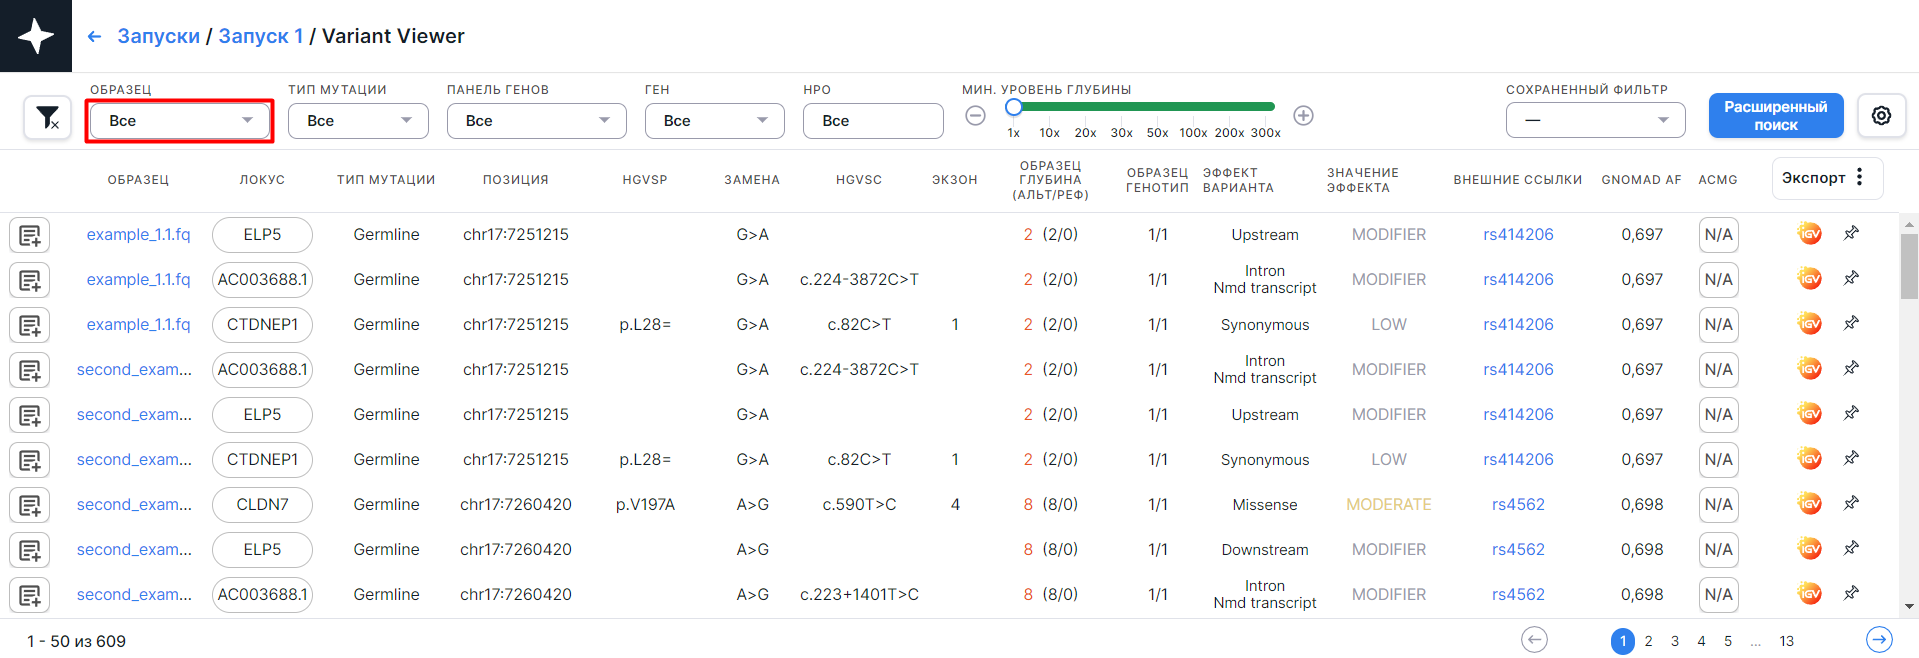 ← Запуски / Запуск 1 / Variant Viewer
ОБРАЗЕЦ ТИП МУТАЦИИ ПАНЕЛЬ ГЕНОВ ГЕН HPO МИН. УРОВЕНЬ ГЛУБИНЫ СОХРАНЕННЫЙ ФИЛЬТР
Все Все Все Все Все — Расширенный поиск
1x 10x 20x 30x 50x 100x 200x 300x
ОБРАЗЕЦ ЛОКУС ТИП МУТАЦИИ ПОЗИЦИЯ HGVSP ЗАМЕНА HGVSC ЭКЗОН ОБРАЗЕЦ ГЛУБИНА (АЛЬТ/РЕФ) ОБРАЗЕЦ ГЕНОТИП ЭФФЕКТ ВАРИАНТА ЗНАЧЕНИЕ ЭФФЕКТА ВНЕШНИЕ ССЫЛКИ GNOMAD AF ACMG Экспорт
example_1.1.fq ELP5 Germline chr17:7251215 G>A 2 (2/0) 1/1 Upstream MODIFIER rs414206 0,697 N/A IGV
example_1.1.fq AC003688.1 Germline chr17:7251215 G>A c.224-3872C>T 2 (2/0) 1/1 Intron Nmd transcript MODIFIER rs414206 0,697 N/A IGV
example_1.1.fq CTDNEP1 Germline chr17:7251215 p.L28= G>A c.82C>T 1 2 (2/0) 1/1 Synonymous LOW rs414206 0,697 N/A IGV
second_exam... AC003688.1 Germline chr17:7251215 G>A c.224-3872C>T 2 (2/0) 1/1 Intron Nmd transcript MODIFIER rs414206 0,697 N/A IGV
second_exam... ELP5 Germline chr17:7251215 G>A 2 (2/0) 1/1 Upstream MODIFIER rs414206 0,697 N/A IGV
second_exam... CTDNEP1 Germline chr17:7251215 p.L28= G>A c.82C>T 1 2 (2/0) 1/1 Synonymous LOW rs414206 0,697 N/A IGV
second_exam... CLDN7 Germline chr17:7260420 p.V197A A>G c.590T>C 4 8 (8/0) 1/1 Missense MODERATE rs4562 0,698 N/A IGV
second_exam... ELP5 Germline chr17:7260420 A>G 8 (8/0) 1/1 Downstream MODIFIER rs4562 0,698 N/A IGV
second_exam... AC003688.1 Germline chr17:7260420 A>G c.223+1401T>C 8 (8/0) 1/1 Intron Nmd transcript MODIFIER rs4562 0,698 N/A IGV
1 - 50 из 609 ← 1 2 3 4 5 ... 13 →